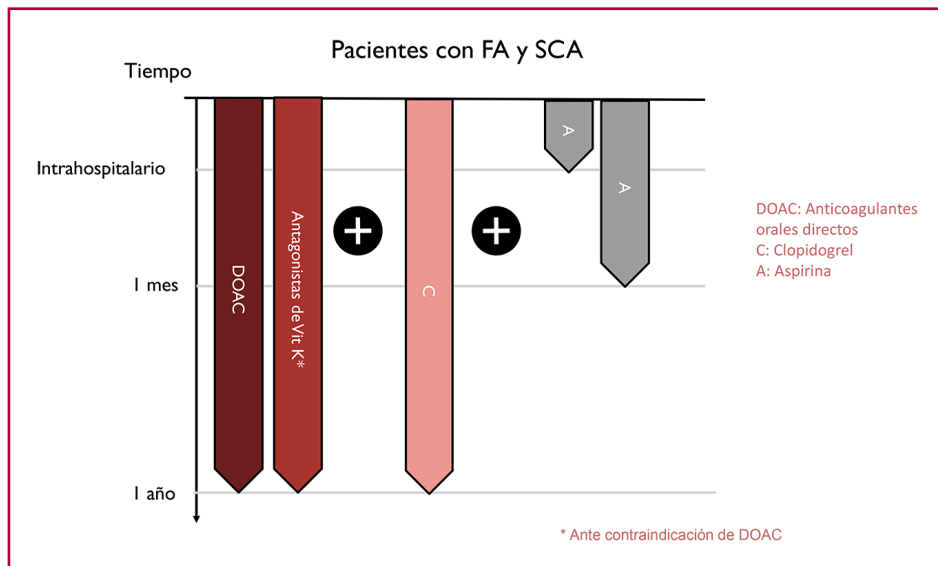 Pacientes con FA y SCA
Tiempo
Intrahospitalario
1 mes
1 año
DOAC
Antagonistas de Vit K*
C
A
A
DOAC: Anticoagulantes
orales directos
C: Clopidogrel
A: Aspirina
* Ante contraindicación de DOAC